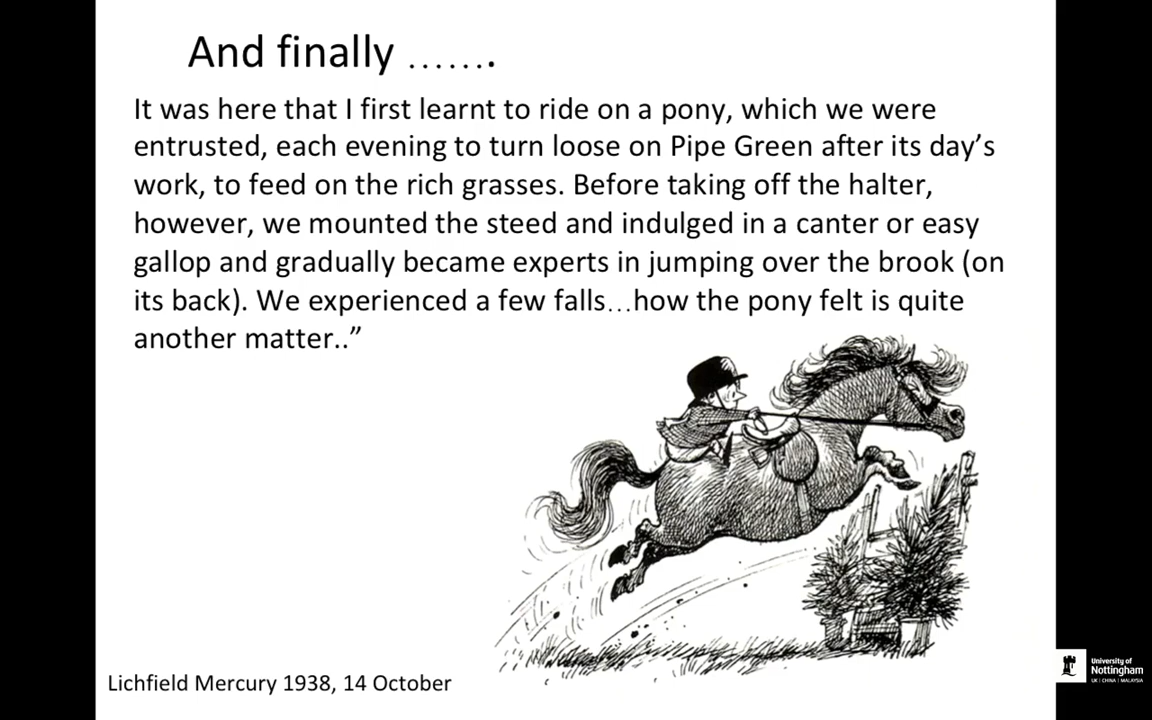 And finally …….
It was here that I first learnt to ride on a pony, which we were
entrusted, each evening to turn loose on Pipe Green after its day’s
work, to feed on the rich grasses. Before taking off the halter,
however, we mounted the steed and indulged in a canter or easy
gallop and gradually became experts in jumping over the brook (on
its back). We experienced a few falls…how the pony felt is quite
another matter..”
Lichfield Mercury 1938, 14 October
University of
Nottingham
UK | CHINA | MALAYSIA